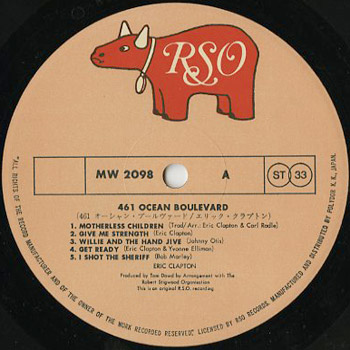 RSO
MW 2098
A
ST 33
461 OCEAN BOULEVARD
(461 オーシャン・ブールヴァード/エリック・クラプトン)
1. MOTHERLESS CHILDREN (Trad/Arr: Eric Clapton & Carl Radle)
2. GIVE ME STRENGTH (Eric Clapton)
3. WILLIE AND THE HAND JIVE (Johnny Otis)
4. GET READY (Eric Clapton & Yvonne Elliman)
5. I SHOT THE SHERIFF (Bob Marley)
ERIC CLAPTON
Produced by Tom Dowd by Arrangement with The
Robert Stigwood Organisation
This is an original R.S.O. recording
"ALL RIGHTS OF THE RECORD MANUFACTURER AND OF THE OWNER OF THE WORK RECORDED RESERVED" LICENSED BY RSO RECORDS. MANUFACTURED AND DISTRIBUTED BY POLYDOR K. K., JAPAN.